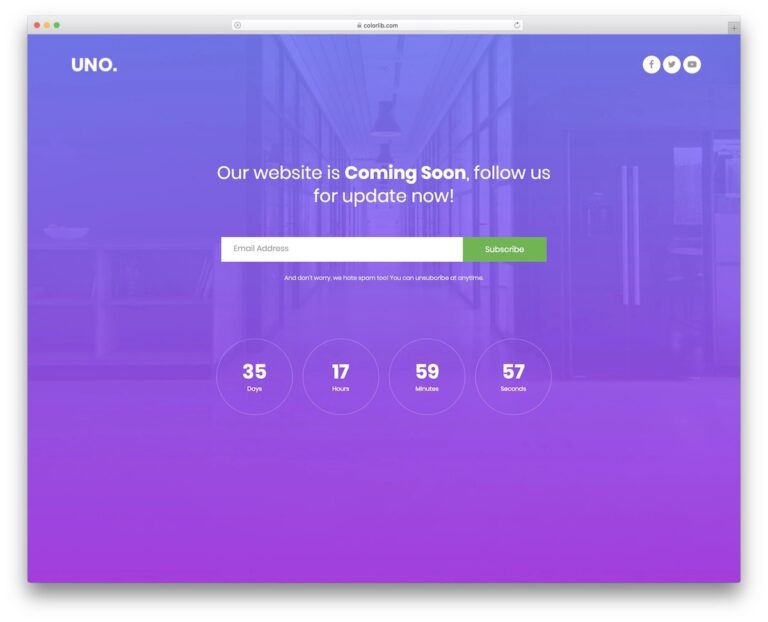 colorlib.com
UNO.
Our website is Coming Soon, follow us
for update now!
Email Address
Subscribe
And don't worry, we hate spam too! You can unsubcribe at anytime.
35 17 59 57
Days Hours Minutes Seconds